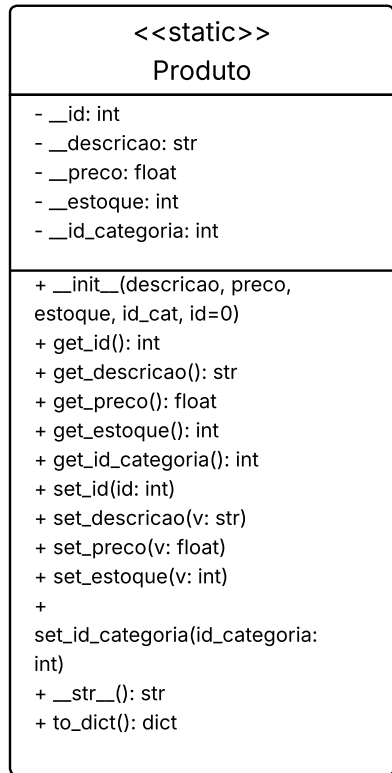 <<static>>
Produto
- __id: int
- __descricao: str
- __preco: float
- __estoque: int
- __id_categoria: int
+ __init__(descricao, preco,
estoque, id_cat, id=0)
+ get_id(): int
+ get_descricao(): str
+ get_preco(): float
+ get_estoque(): int
+ get_id_categoria(): int
+ set_id(id: int)
+ set_descricao(v: str)
+ set_preco(v: float)
+ set_estoque(v: int)
+
set_id_categoria(id_categoria:
int)
+ __str__(): str
+ to_dict(): dict